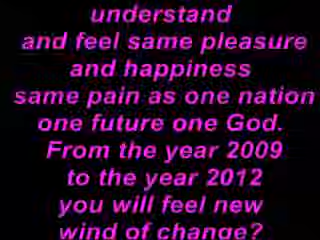 understand
and feel same pleasure
and happiness
same pain as one nation
one future one God.
From the year 2009
to the year 2012
you will feel new
wind of change?